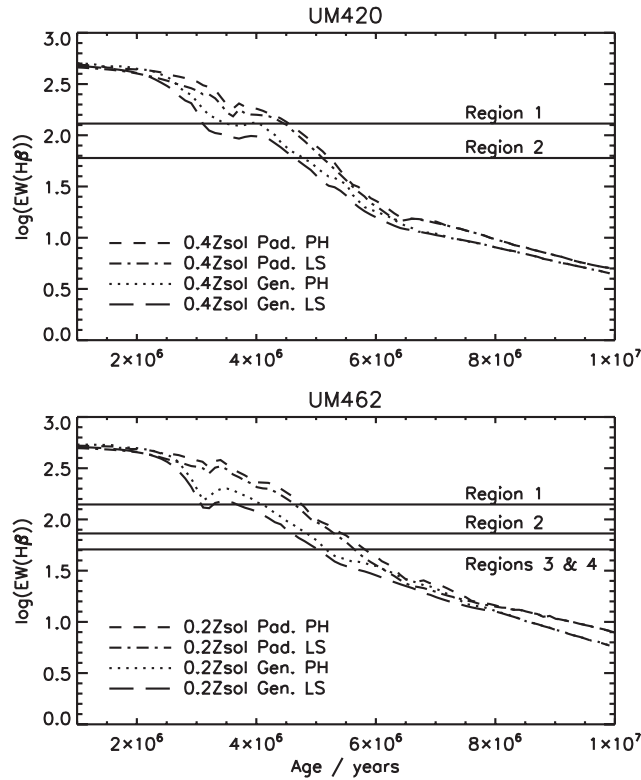 UM420
3.0
2.5
Region 1
2.0
Region 2
log(EW(Hβ))
1.5
1.0
0.4Zsol Pad. PH
0.4Zsol Pad. LS
0.5
0.4Zsol Gen. PH
0.4Zsol Gen. LS
0.0
2×10⁶ 4×10⁶ 6×10⁶ 8×10⁶ 1×10⁷
UM462
3.0
2.5
Region 1
2.0
Region 2
log(EW(Hβ))
1.5
Regions 3 & 4
1.0
0.2Zsol Pad. PH
0.2Zsol Pad. LS
0.5
0.2Zsol Gen. PH
0.2Zsol Gen. LS
0.0
2×10⁶ 4×10⁶ 6×10⁶ 8×10⁶ 1×10⁷
Age / years